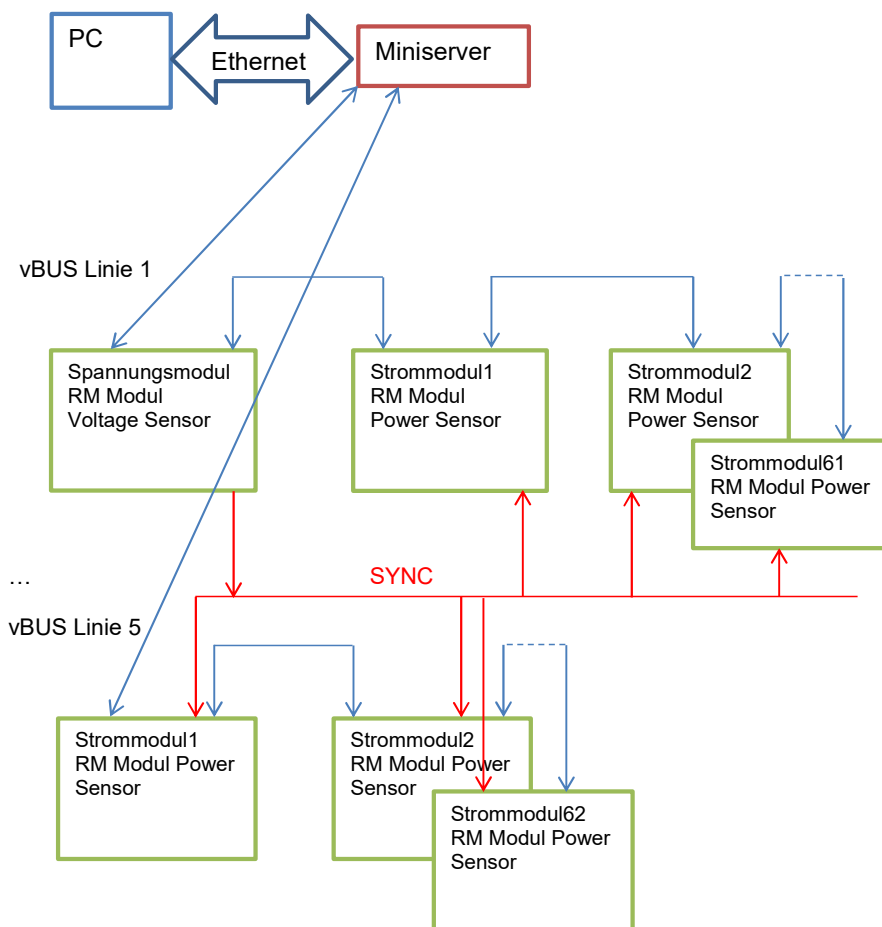 PC
Ethernet
Miniserver
vBUS Linie 1
Spannungsmodul
RM Modul
Voltage Sensor
Strommodul1
RM Modul
Power Sensor
Strommodul2
RM Modul
Power Sensor
Strommodul61
RM Modul Power
Sensor
...
SYNC
vBUS Linie 5
Strommodul1
RM Modul Power
Sensor
Strommodul2
RM Modul Power
Sensor
Strommodul62
RM Modul Power
Sensor